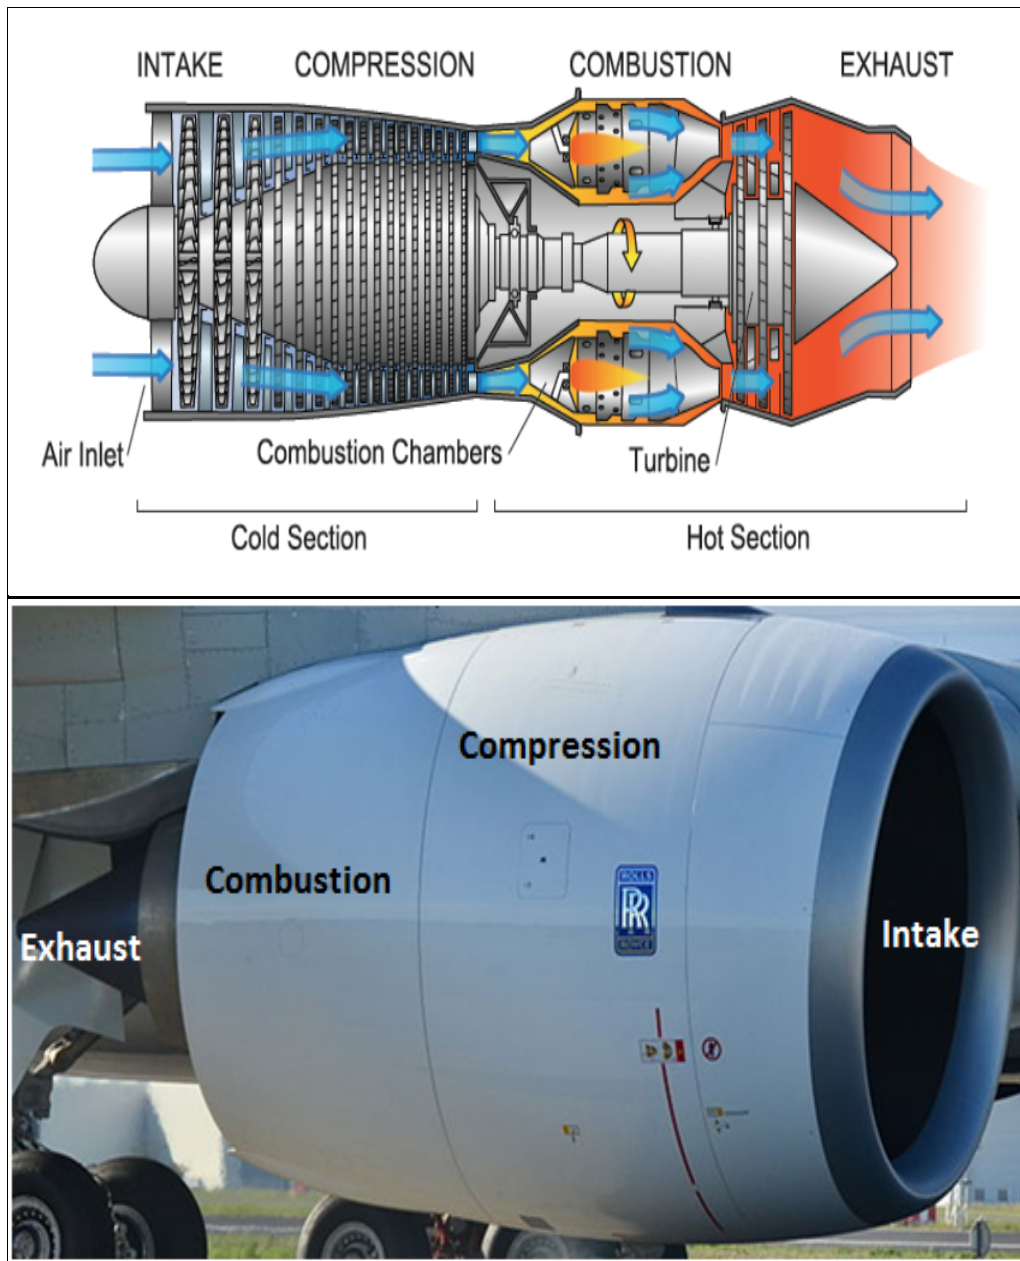 INTAKE COMPRESSION COMBUSTION EXHAUST
Air Inlet
Combustion Chambers
Turbine
Cold Section
Hot Section
Compression
Combustion
ROLLS
RR
ROYCE
Exhaust
Intake